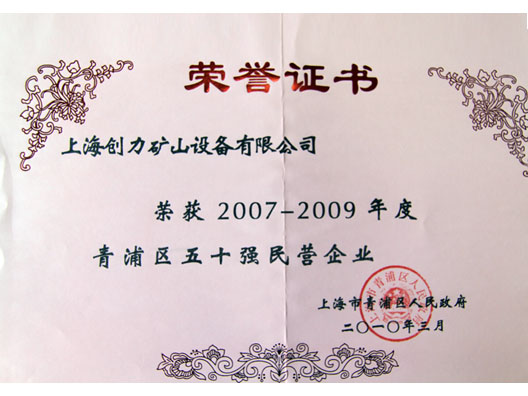 荣誉证书
上海创力矿山设备有限公司
荣获 2007-2009 年度
青浦区五十强民营企业
上海市青浦区人民政府
二〇一〇年三月